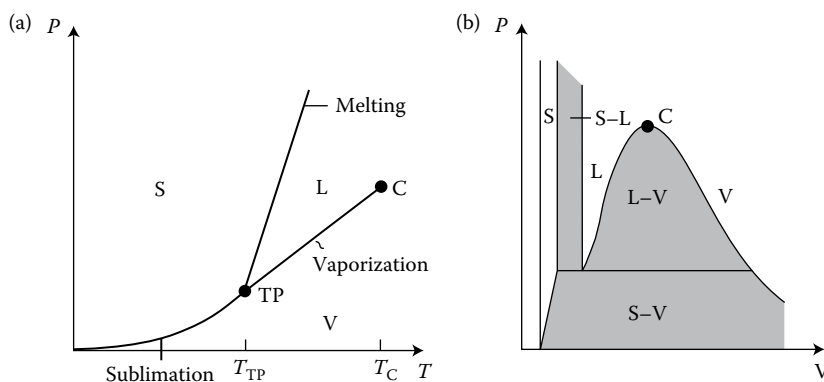 (a)
P
Melting
S
L
C
Vaporization
TP
V
Sublimation
T_TP
T_C
T
(b)
P
S
S–L
C
L
L–V
V
S–V
V